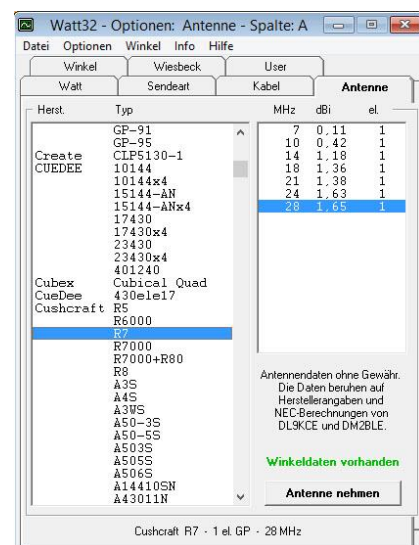 Watt32 - Optionen: Antenne - Spalte: A
Datei Optionen Winkel Info Hilfe
Winkel Wiesbeck User
Watt Sendeart Kabel Antenne
Herst. Typ
GP-91
GP-95
Create CLP5130-1
CUEDEE 10144
10144x4
15144-AN
15144-ANx4
17430
17430x4
23430
23430x4
401240
Cubex Cubical Quad
CueDee 430ele17
Cushcraft R5
R6000
R7
R7000
R7000+R80
R8
A3S
A4S
A3WS
A50-3S
A50-5S
A503S
A505S
A506S
A14410SN
A43011N
MHz dBi el.
7 0,11 1
10 0,42 1
14 1,18 1
18 1,36 1
21 1,38 1
24 1,63 1
28 1,65 1
Antennendaten ohne Gewähr.
Die Daten beruhen auf
Herstellerangaben und
NEC-Berechnungen von
DL9KCE und DM2BLE.
Winkeldaten vorhanden
Antenne nehmen
Cushcraft R7 - 1 el. GP - 28 MHz